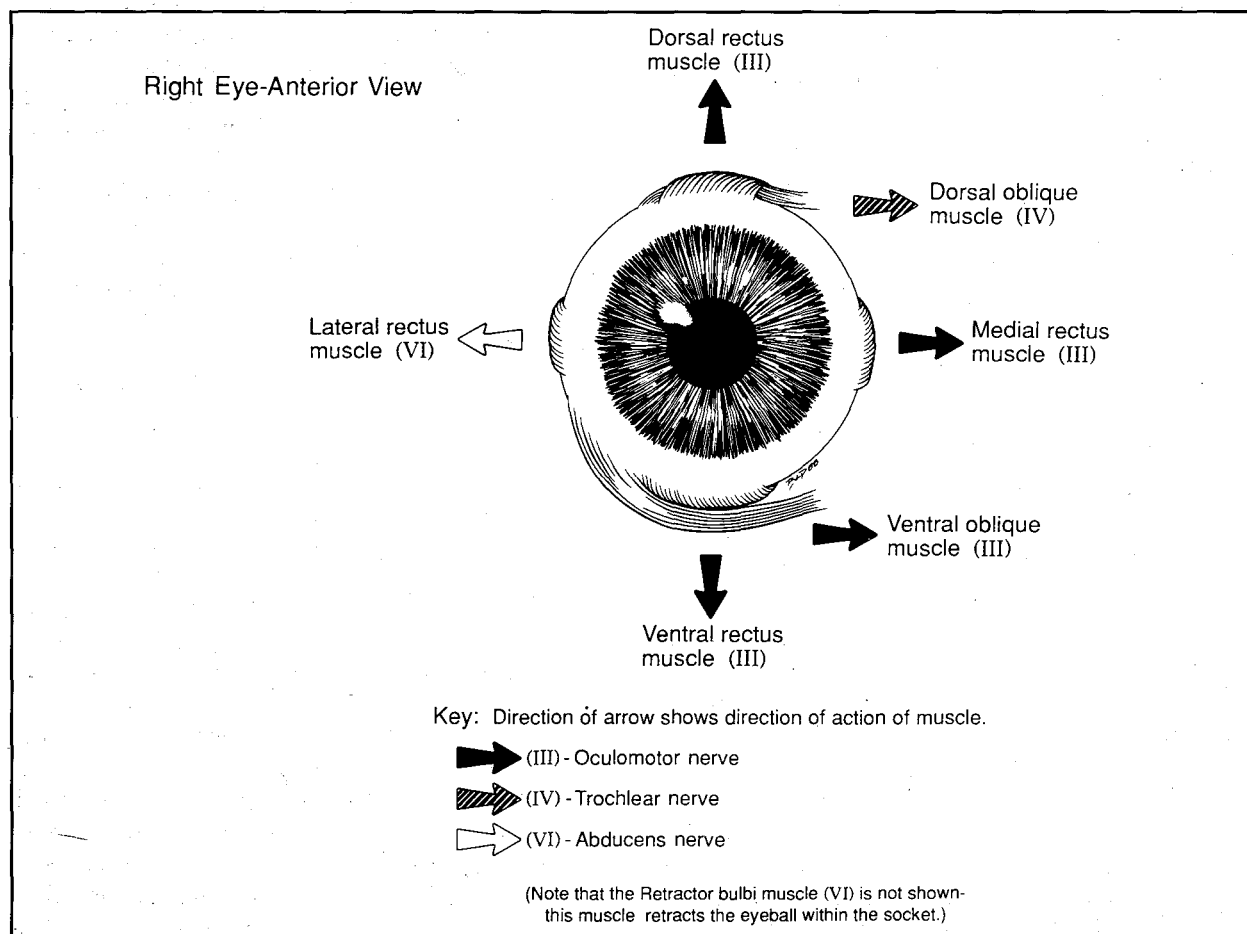 Right Eye-Anterior View
Dorsal rectus
muscle (III)
Dorsal oblique
muscle (IV)
Lateral rectus
muscle (VI)
Medial rectus
muscle (III)
Ventral oblique
muscle (III)
Ventral rectus
muscle (III)
Key: Direction of arrow shows direction of action of muscle.
(III) - Oculomotor nerve
(IV) - Trochlear nerve
(VI) - Abducens nerve
(Note that the Retractor bulbi muscle (VI) is not shown-
this muscle retracts the eyeball within the socket.)